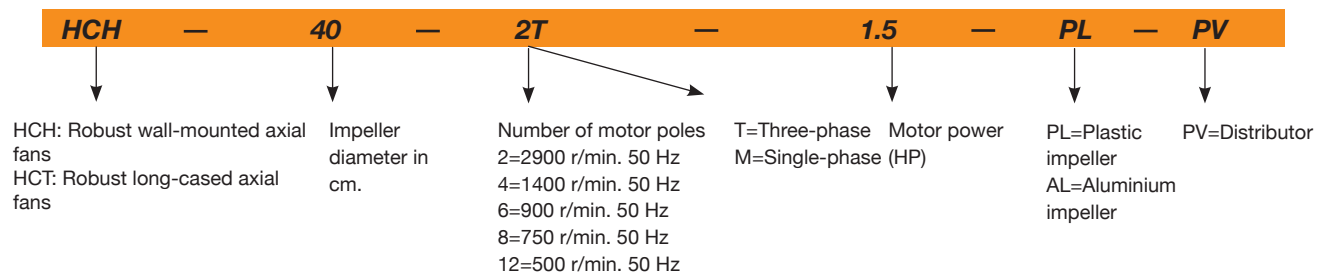 HCH — 40 — 2T — 1.5 — PL — PV
HCH: Robust wall-mounted axial
fans
HCT: Robust long-cased axial
fans
Impeller
diameter in
cm.
Number of motor poles
2=2900 r/min. 50 Hz
4=1400 r/min. 50 Hz
6=900 r/min. 50 Hz
8=750 r/min. 50 Hz
12=500 r/min. 50 Hz
T=Three-phase
M=Single-phase
Motor power
(HP)
PL=Plastic
impeller
AL=Aluminium
impeller
PV=Distributor